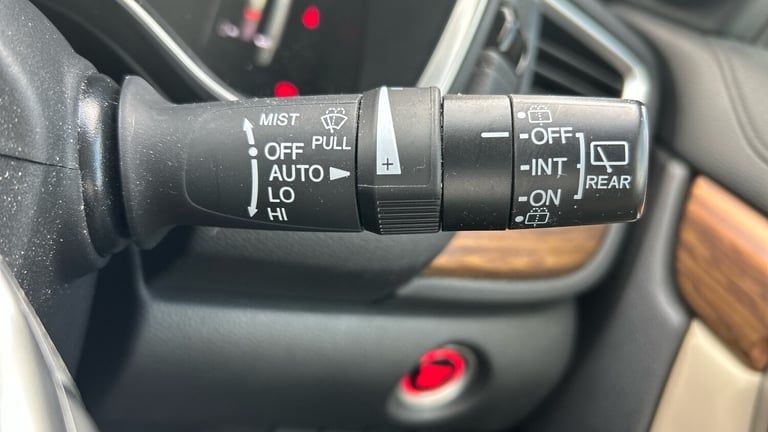 MIST
PULL
OFF
AUTO
LO
HI
+
-OFF
-INT
-ON
REAR